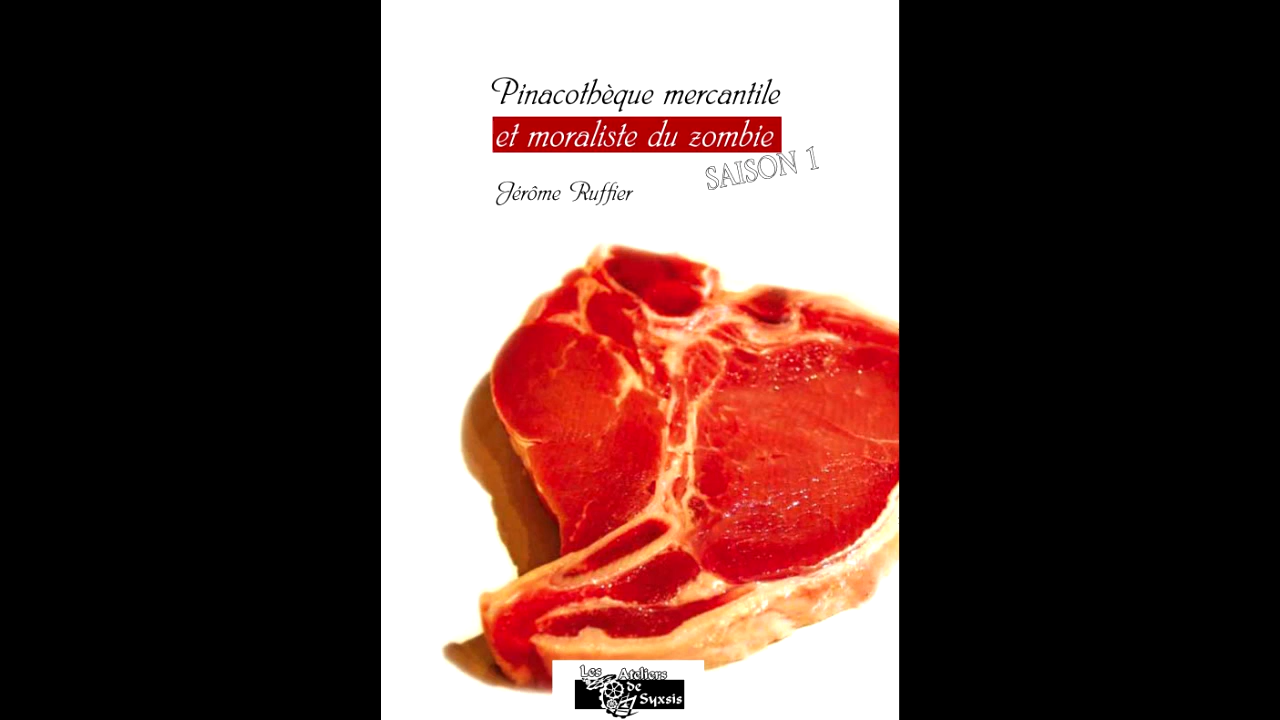 Pinacothèque mercantile
et moraliste du zombie
SAISON 1
Jérôme Ruffier
Les Ateliers
de
Syxsis